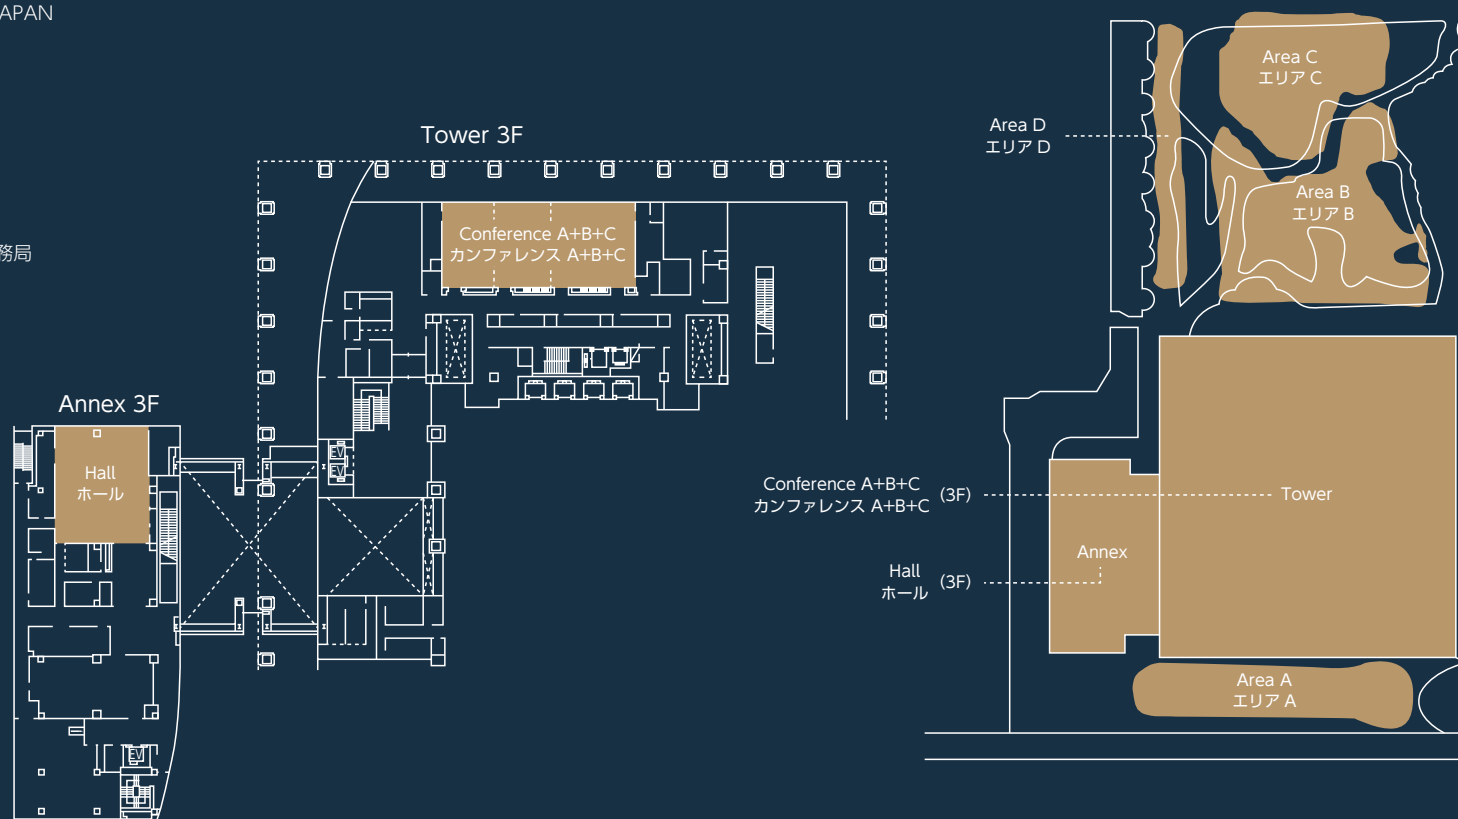 APAN
務局
Tower 3F
Conference A+B+C
カンファレンス A+B+C
EV
EV
Annex 3F
Hall
ホール
EV
Area C
エリア C
Area D
エリア D
Area B
エリア B
Conference A+B+C
カンファレンス A+B+C
(3F)
Tower
Annex
Hall
ホール
(3F)
Area A
エリア A